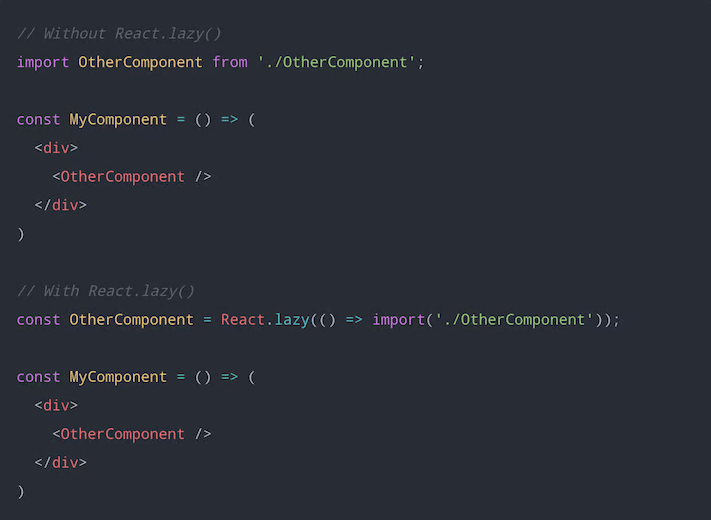 // Without React.lazy()
import OtherComponent from './OtherComponent';
const MyComponent = () => (
  <div>
    <OtherComponent />
  </div>
)
// With React.lazy()
const OtherComponent = React.lazy(() => import('./OtherComponent'));
const MyComponent = () => (
  <div>
    <OtherComponent />
  </div>
)